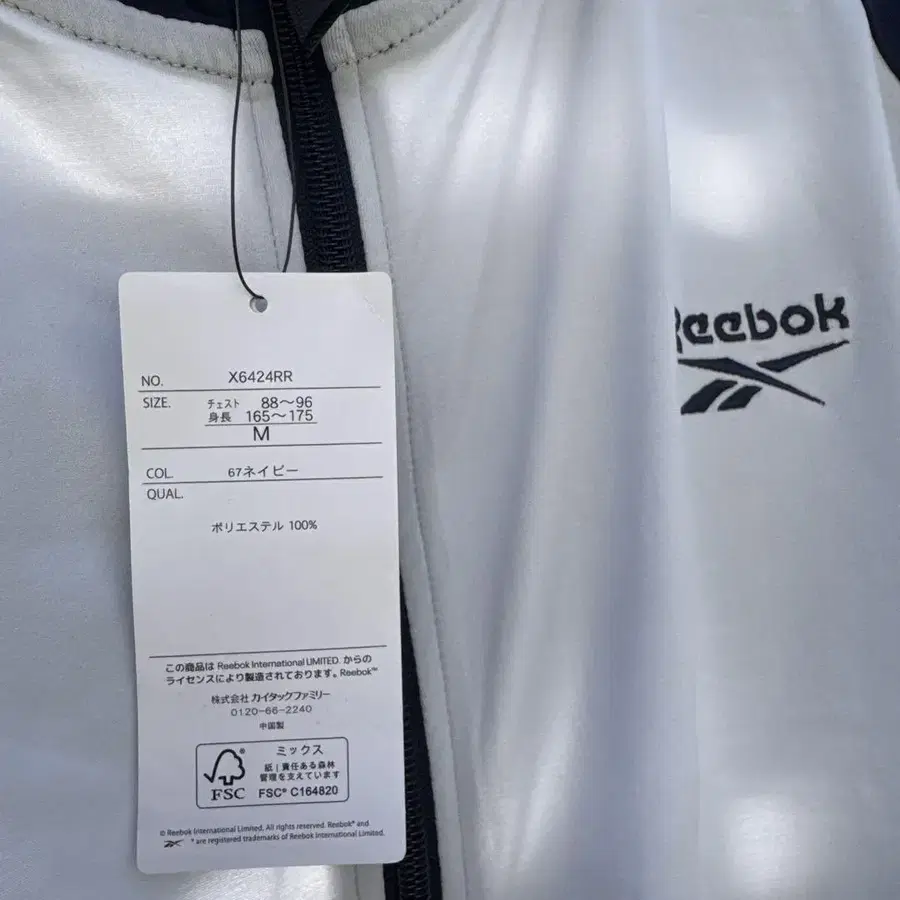 NO. X6424RR
SIZE. チェスト 88〜96
身長 165〜175
M
COL. 67ネイビー
QUAL.
ポリエステル 100%
この商品は Reebok International LIMITED. からの
ライセンスにより製造されております。Reebok™
株式会社 カイタックファミリー
0120-66-2240
中国製
ミックス
紙 | 責任ある森林
管理を支えています
FSC® C164820
FSC
© Reebok International Limited. All rights reserved. Reebok® and
* are registered trademarks of Reebok International Limited.
Reebok